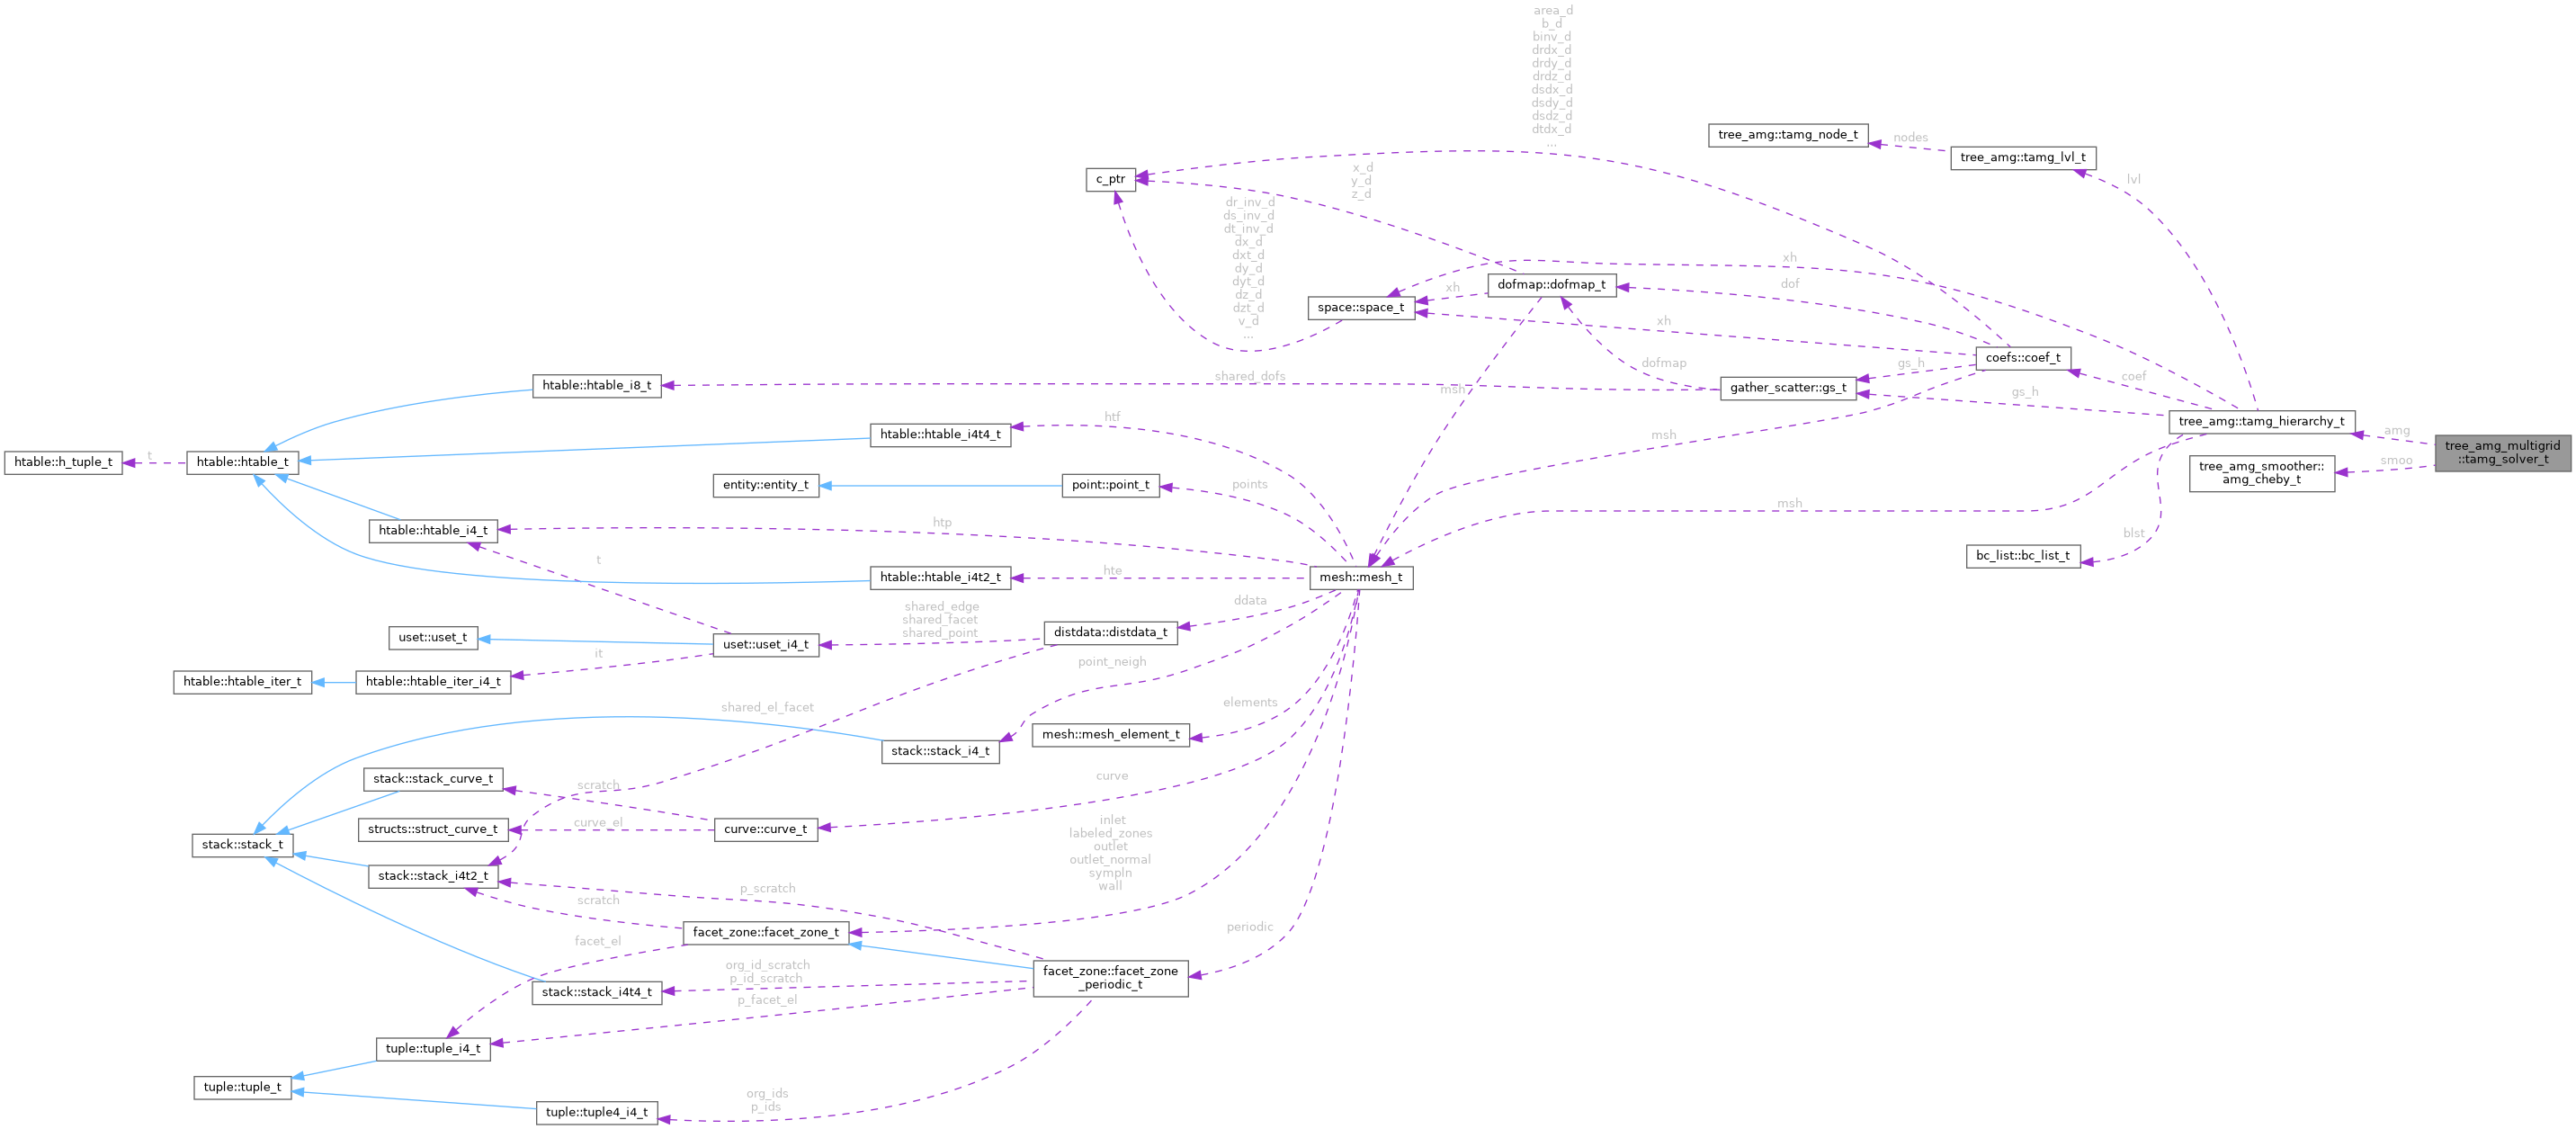 area_d
b_d
binv_d
drdx_d
drdy_d
drdz_d
dsdx_d
dsdy_d
dsdz_d
dtdx_d
...
tree_amg::tamg_node_t
nodes
tree_amg::tamg_lvl_t
lvl
c_ptr
x_d
y_d
z_d
dr_inv_d
ds_inv_d
dt_inv_d
dx_d
dxt_d
dy_d
dyt_d
dz_d
dzt_d
v_d
...
xh
dofmap::dofmap_t
dof
xh
space::space_t
xh
coefs::coef_t
gs_h
dofmap
coef
shared_dofs
htable::htable_i8_t
msh
gather_scatter::gs_t
gs_h
htf
tree_amg::tamg_hierarchy_t
amg
htable::htable_i4t4_t
msh
tree_amg_multigrid
::tamg_solver_t
t
htable::h_tuple_t
htable::htable_t
smoo
tree_amg_smoother::
amg_cheby_t
entity::entity_t
point::point_t
points
msh
htp
htable::htable_i4_t
blst
bc_list::bc_list_t
t
hte
htable::htable_i4t2_t
mesh::mesh_t
ddata
shared_edge
shared_facet
shared_point
uset::uset_t
uset::uset_i4_t
distdata::distdata_t
it
point_neigh
htable::htable_iter_t
htable::htable_iter_i4_t
shared_el_facet
elements
mesh::mesh_element_t
stack::stack_i4_t
stack::stack_curve_t
scratch
curve
structs::struct_curve_t
curve_el
curve::curve_t
stack::stack_t
inlet
labeled_zones
outlet
outlet_normal
sympln
wall
stack::stack_i4t2_t
p_scratch
scratch
facet_zone::facet_zone_t
periodic
facet_el
org_id_scratch
p_id_scratch
facet_zone::facet_zone
_periodic_t
stack::stack_i4t4_t
p_facet_el
tuple::tuple_i4_t
tuple::tuple_t
org_ids
p_ids
tuple::tuple4_i4_t